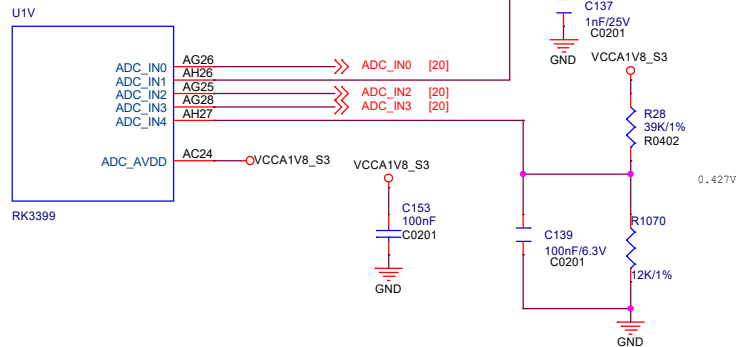 U1V
C137
1nF/25V
C0201
GND
VCCA1V8_S3
ADC_IN0 AG26 ADC_IN0 [20]
ADC_IN1 AH26
ADC_IN2 AG25 ADC_IN2 [20]
ADC_IN3 AG28 ADC_IN3 [20]
ADC_IN4 AH27
R28
39K/1%
R0402
ADC_AVDD AC24 VCCA1V8_S3
VCCA1V8_S3
0.427V
RK3399
C153
100nF
C0201
GND
C139
100nF/6.3V
C0201
R1070
12K/1%
GND